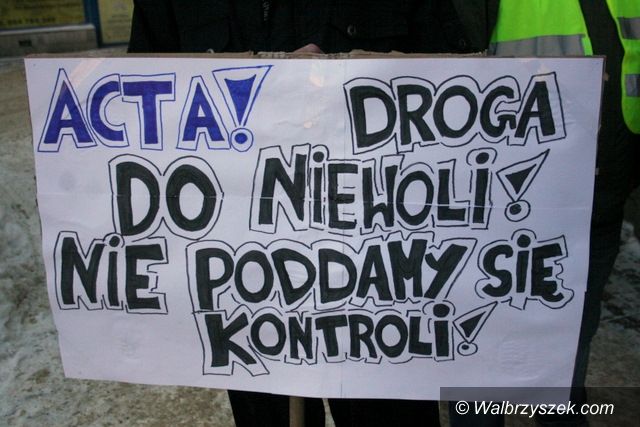 ACTA! DROGA
DO NIEWOLI!
NIE PODDAMY SIĘ
KONTROLI!
© Walbrzyszek.com